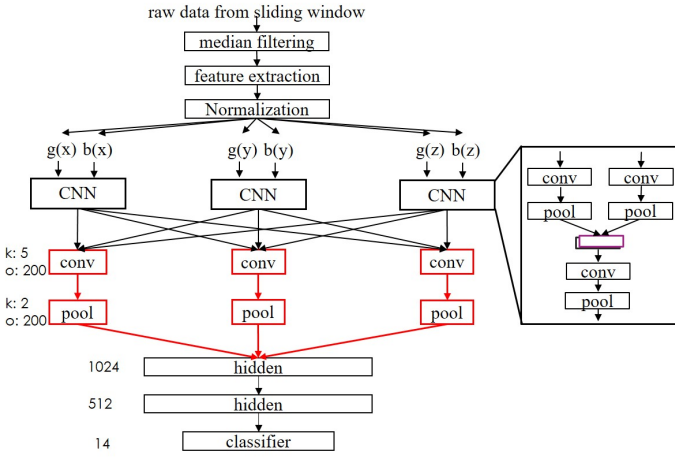 raw data from sliding window
median filtering
feature extraction
Normalization
g(x) b(x) g(y) b(y) g(z) b(z)
CNN CNN CNN
conv conv
pool pool
conv
pool
k: 5
o: 200
conv conv conv
k: 2
o: 200
pool pool pool
1024 hidden
512 hidden
14 classifier